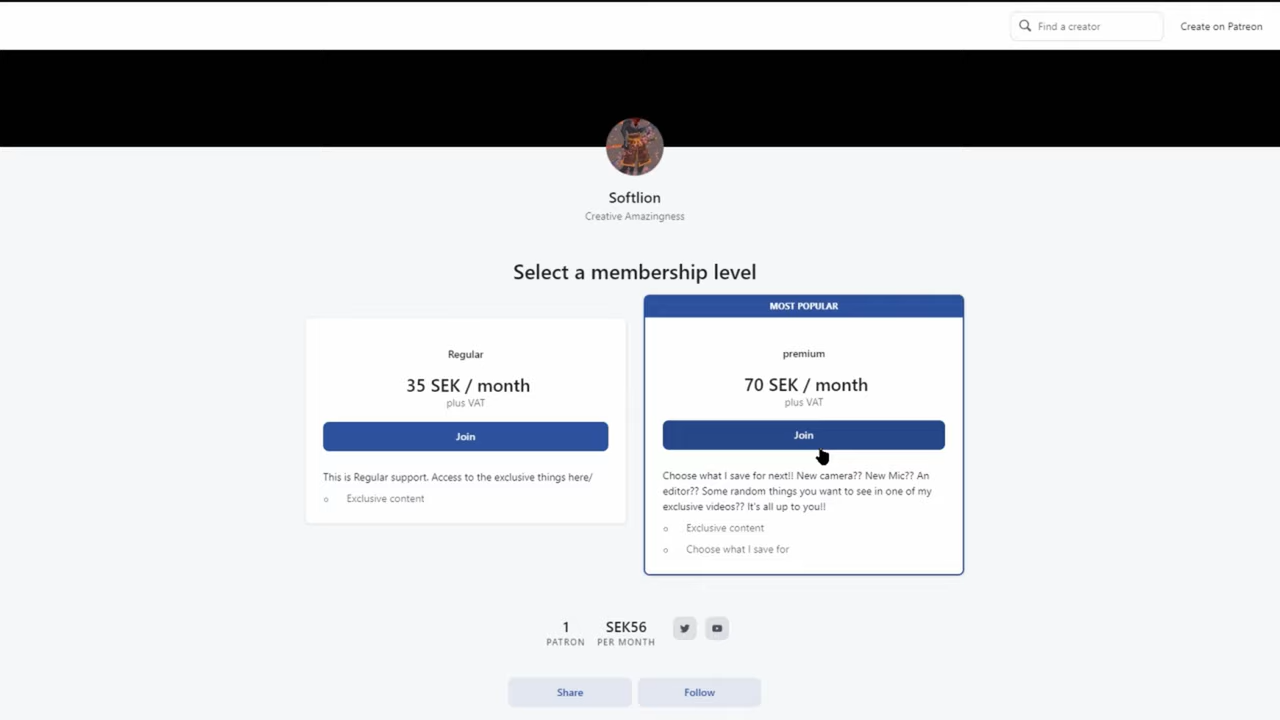 Find a creator
Create on Patreon
Softlion
Creative Amazingness
Select a membership level
Regular
35 SEK / month
plus VAT
Join
This is Regular support. Access to the exclusive things here/
Exclusive content
MOST POPULAR
premium
70 SEK / month
plus VAT
Join
Choose what I save for next!! New camera?? New Mic?? An
editor?? Some random things you want to see in one of my
exclusive videos?? It's all up to you!!
Exclusive content
Choose what I save for
1
PATRON
SEK56
PER MONTH
Share
Follow